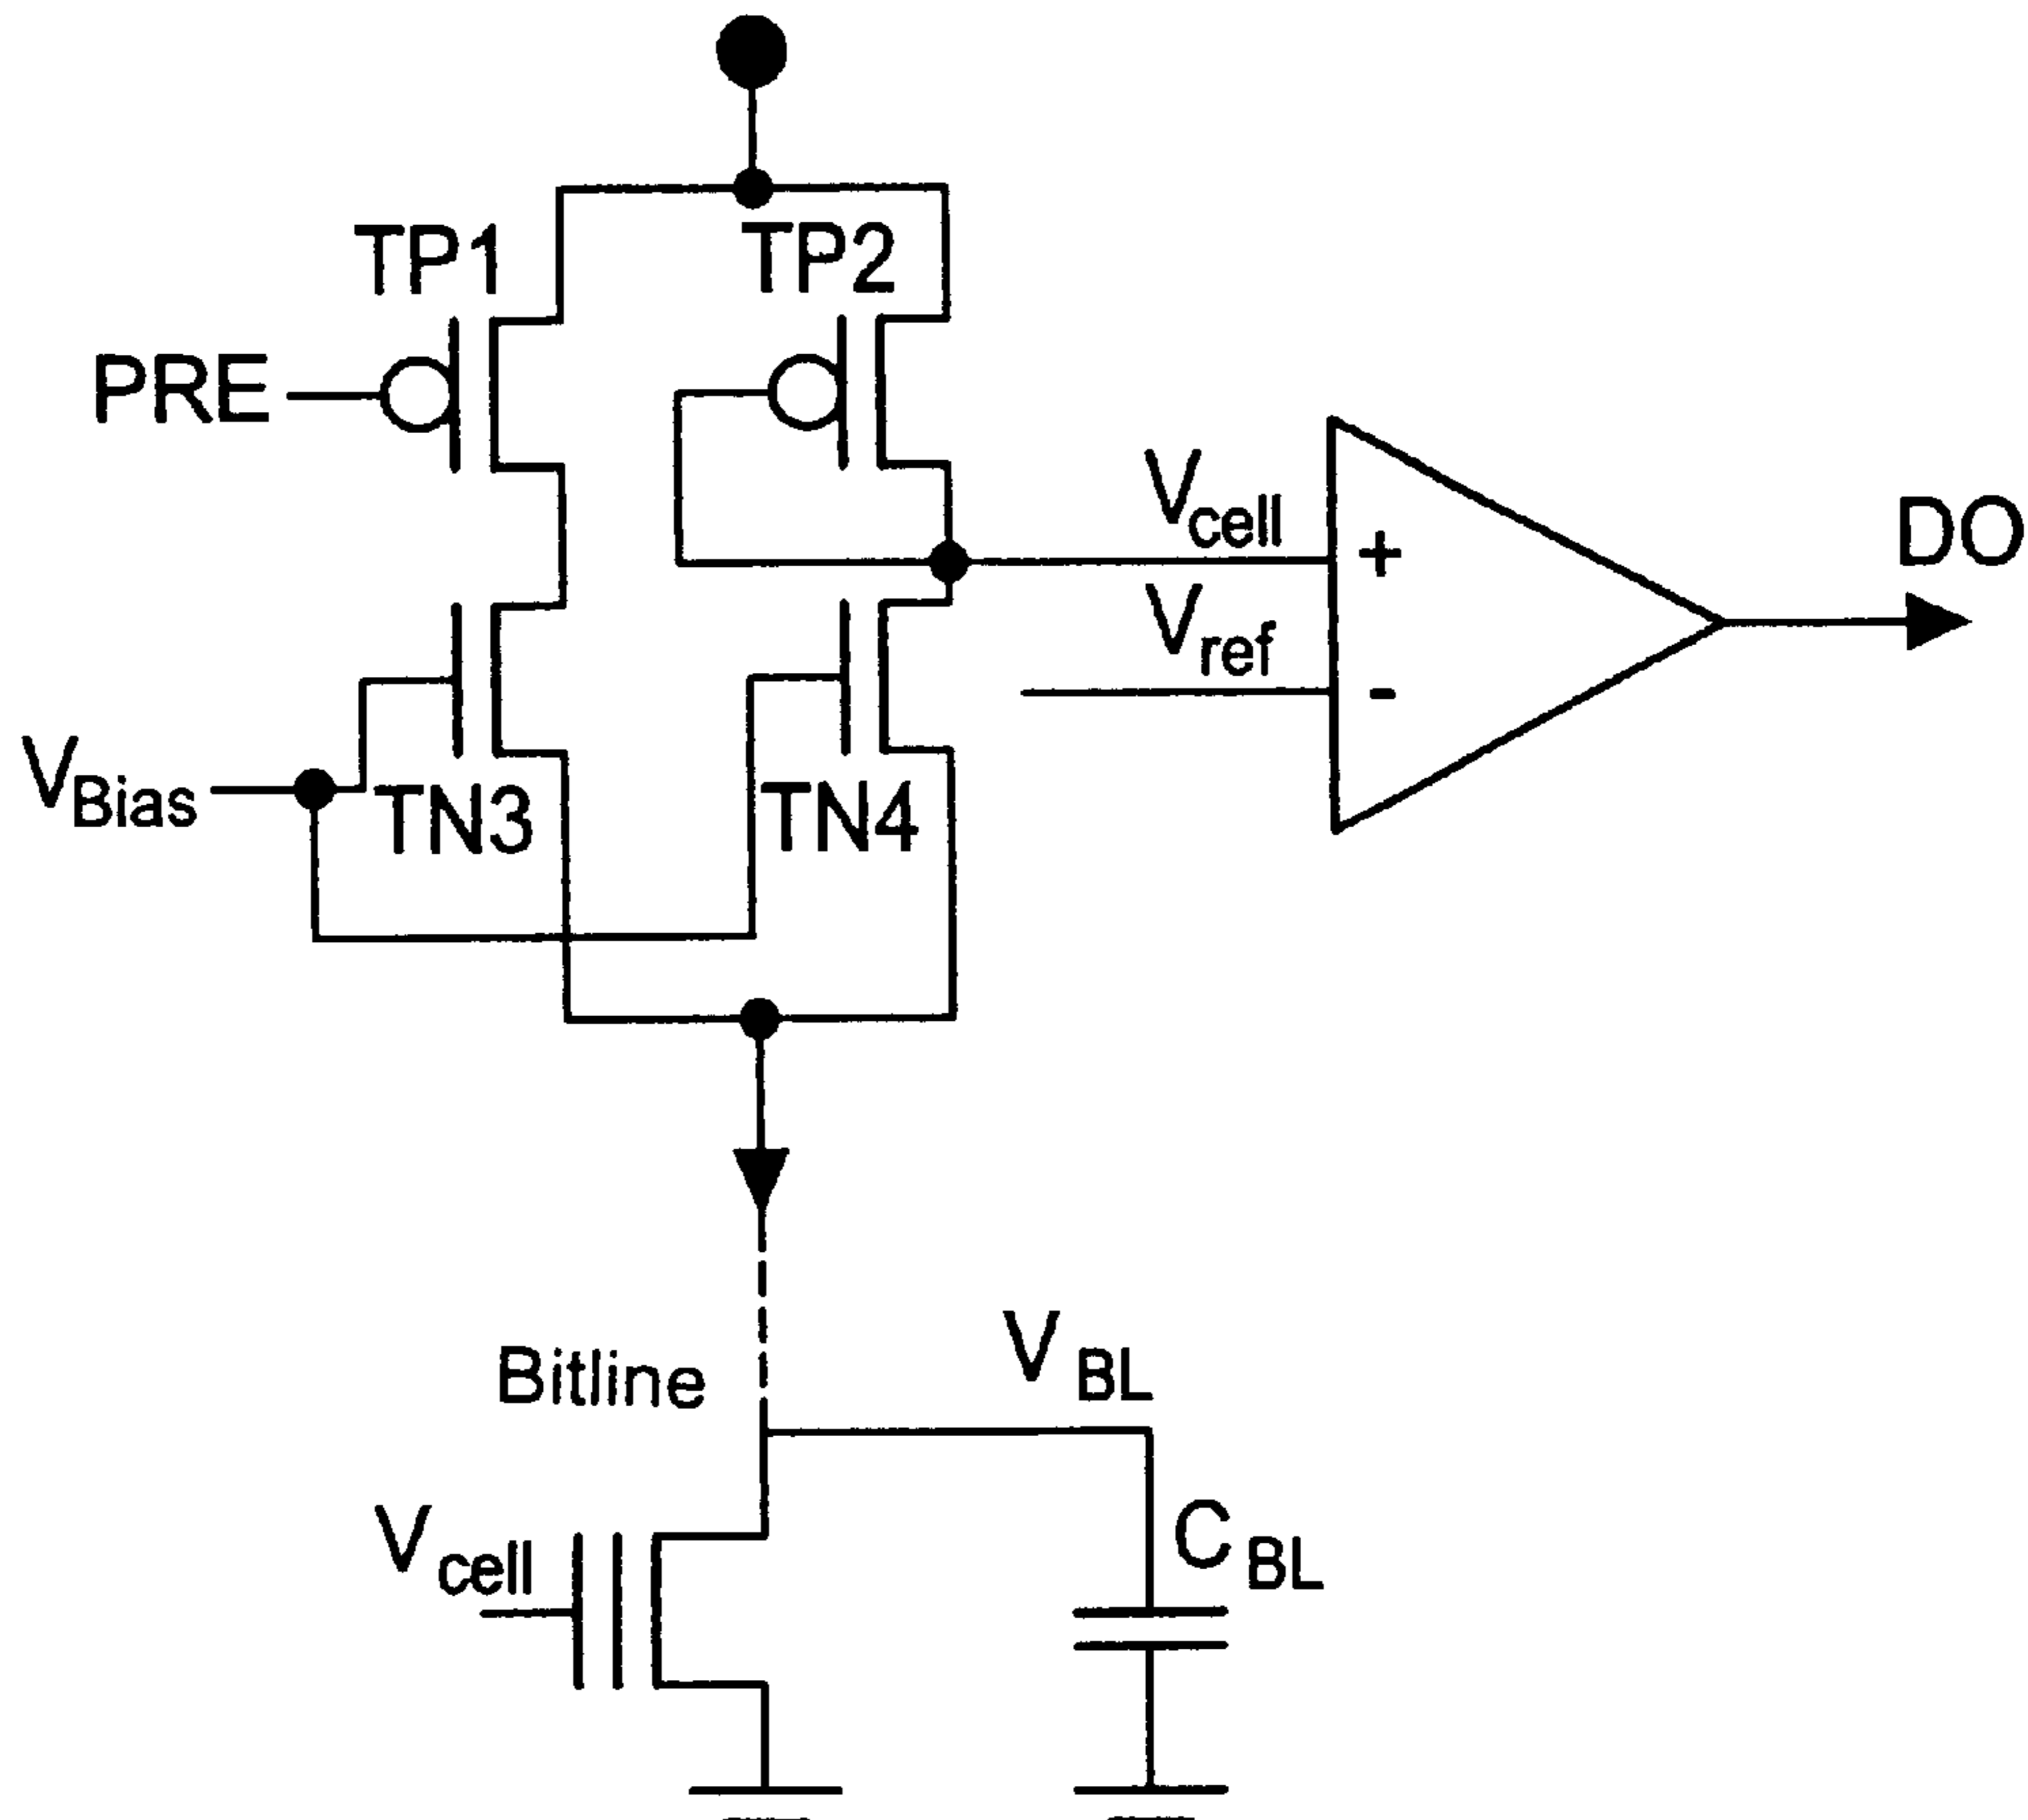 TP1
TP2
PRE
Vcell
+
DO
Vref
-
VBias
TN3
TN4
Bitline
VBL
Vcell
CBL